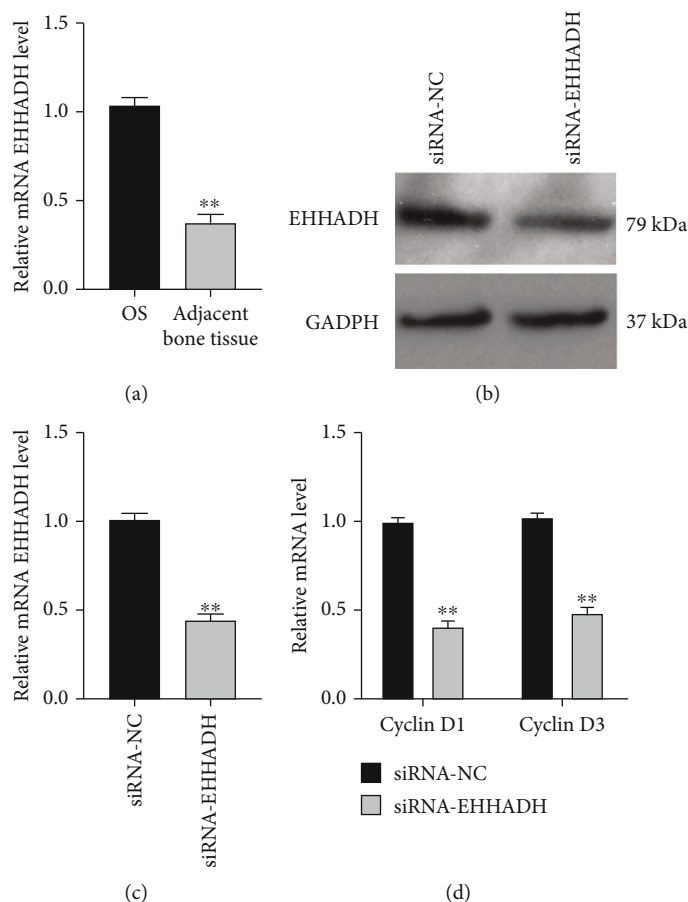 Relative mRNA EHHADH level
1.5
1.0
0.5
0.0
**
OS
Adjacent
bone tissue
(a)
siRNA-NC
siRNA-EHHADH
EHHADH
79 kDa
GADPH
37 kDa
(b)
Relative mRNA EHHADH level
1.5
1.0
0.5
0.0
**
siRNA-NC
siRNA-EHHADH
(c)
Relative mRNA level
1.5
1.0
0.5
0.0
**
**
Cyclin D1
Cyclin D3
siRNA-NC
siRNA-EHHADH
(d)